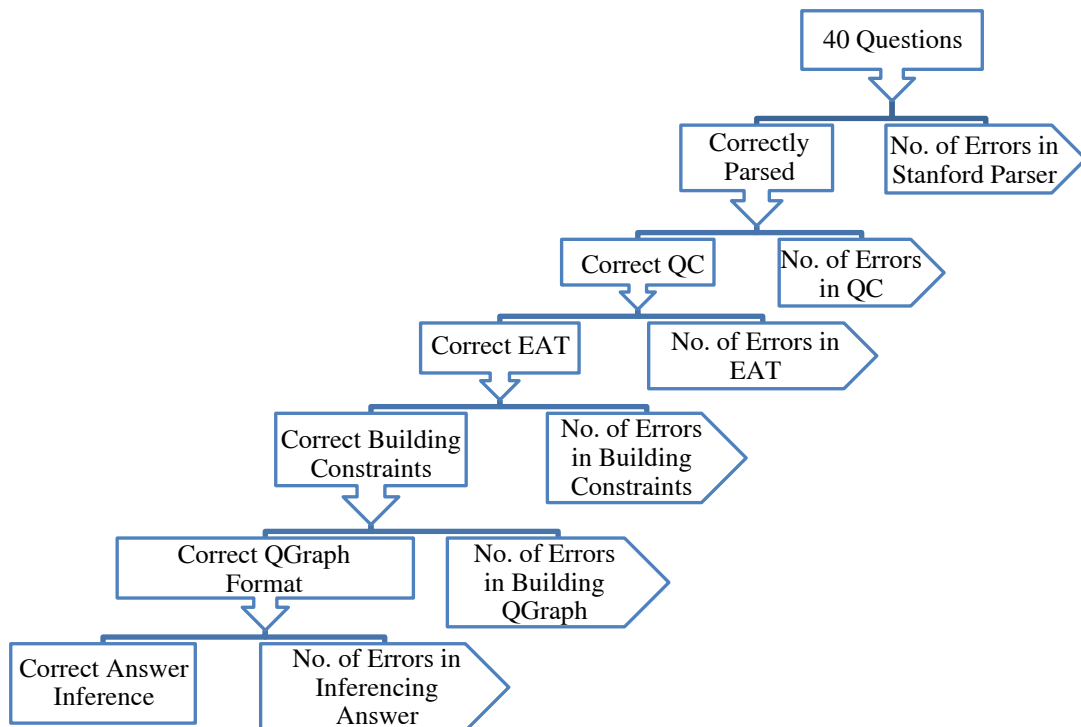 40 Questions
Correctly
Parsed
No. of Errors in
Stanford Parser
Correct QC
No. of Errors
in QC
Correct EAT
No. of Errors in
EAT
Correct Building
Constraints
No. of Errors
in Building
Constraints
Correct QGraph
Format
No. of Errors
in Building
QGraph
Correct Answer
Inference
No. of Errors in
Inferencing
Answer